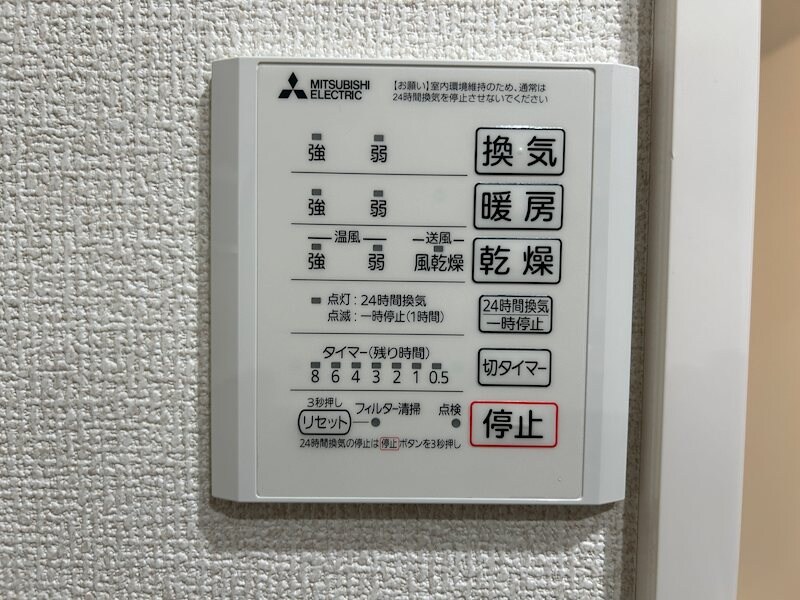 MITSUBISHI
ELECTRIC
【お願い】室内環境維持のため、通常は
24時間換気を停止させないでください
強 弱 換気
強 弱 暖房
温風 送風
強 弱 風乾燥 乾燥
点灯:24時間換気
点滅:一時停止(1時間)
24時間換気
一時停止
タイマー(残り時間)
8 6 4 3 2 1 0.5
切タイマー
3秒押し
リセット フィルター清掃 点検
停止
24時間換気の停止は停止ボタンを3秒押し